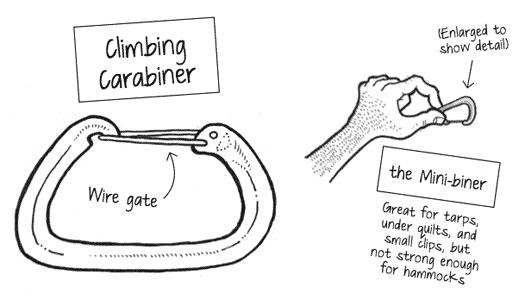 Climbing
Carabiner
Wire gate
(Enlarged to
show detail)
the Mini-biner
Great for tarps,
under quilts, and
small clips, but
not strong enough
for hammocks